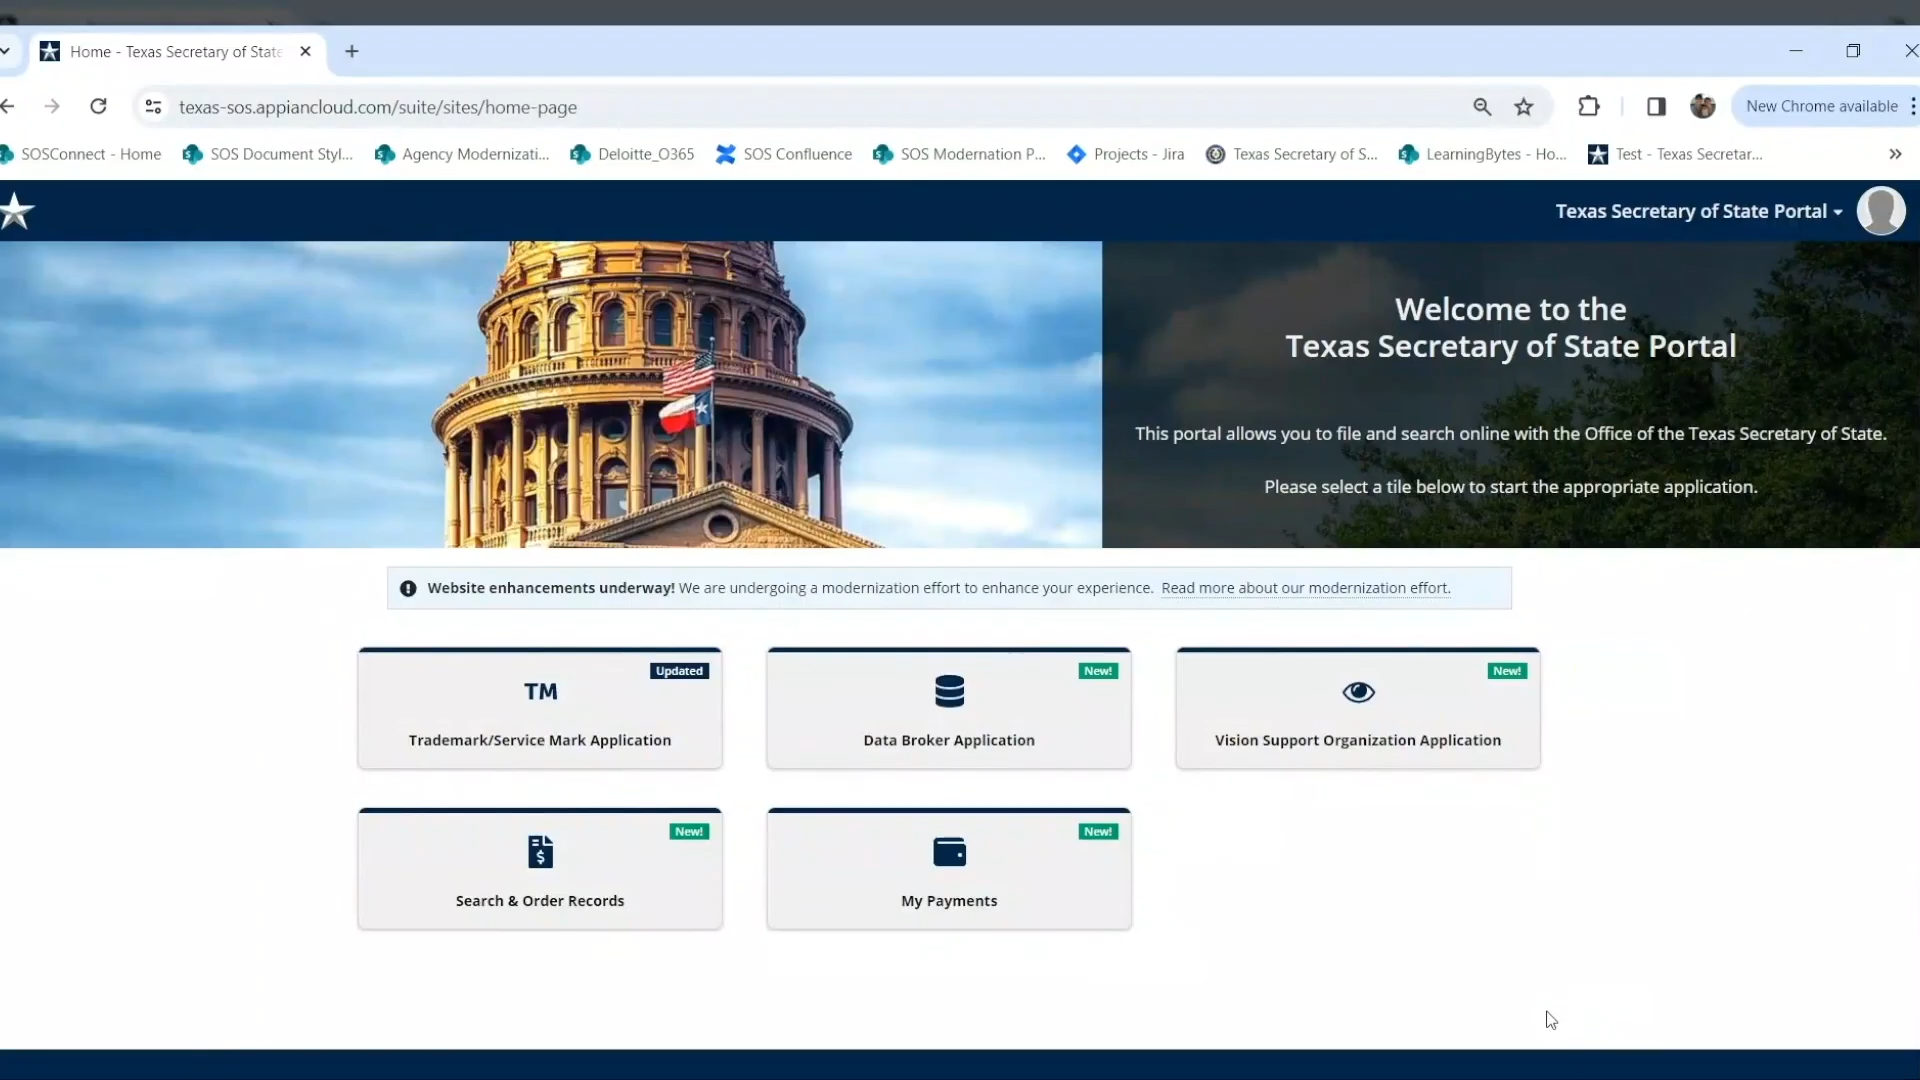 Home - Texas Secretary of State
texas-sos.appiancloud.com/suite/sites/home-page
New Chrome available
SOSConnect - Home
SOS Document Styl...
Agency Modernizati...
Deloitte_O365
SOS Confluence
SOS Modernation P...
Projects - Jira
Texas Secretary of S...
LearningBytes - Ho...
Test - Texas Secretar...
Texas Secretary of State Portal
Welcome to the
Texas Secretary of State Portal
This portal allows you to file and search online with the Office of the Texas Secretary of State.
Please select a tile below to start the appropriate application.
Website enhancements underway! We are undergoing a modernization effort to enhance your experience. Read more about our modernization effort.
Updated
TM
Trademark/Service Mark Application
New!
Data Broker Application
New!
Vision Support Organization Application
New!
$
Search & Order Records
New!
My Payments